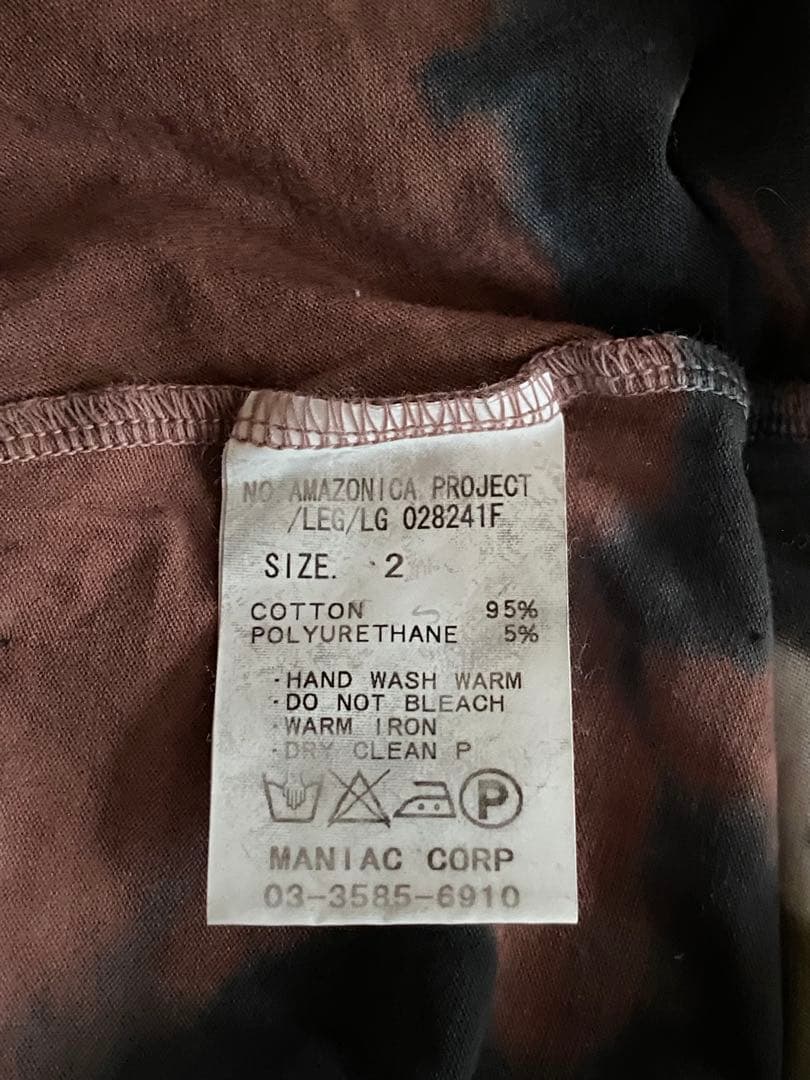 NO AMAZONICA PROJECT
/LEG/LG 028241F
SIZE. 2
COTTON 95%
POLYURETHANE 5%
·HAND WASH WARM
·DO NOT BLEACH
·WARM IRON
·DRY CLEAN P
P
MANIAC CORP
03-3585-6910